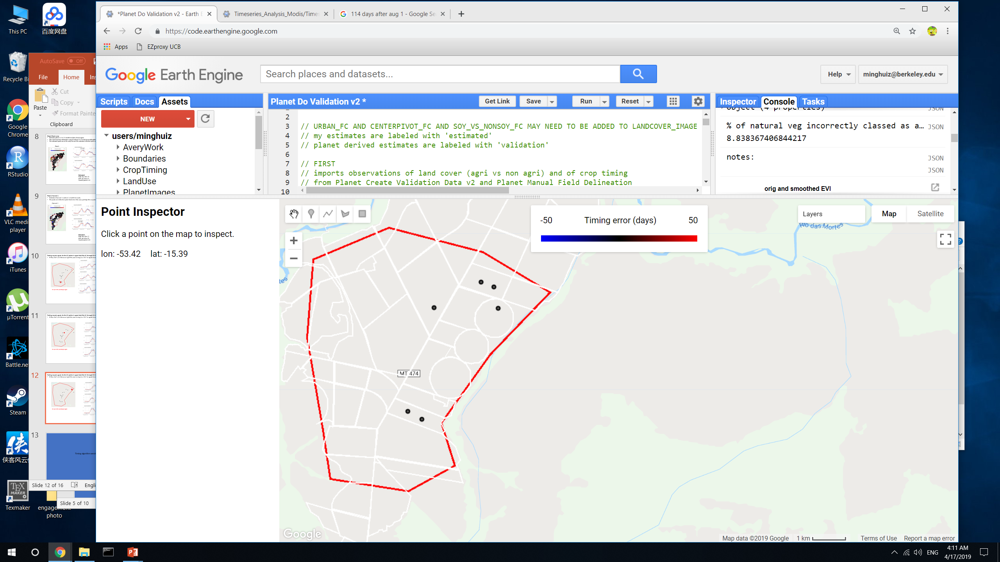 This PC
百度网盘
Recycle Bi
Google Chrome
RStudio
VLC medi
player
iTunes
µTorrent
Battle.ne
Steam
TEX
MAKER
Texmaker
photo
AutoSave Off
File Home Ins
Paste
Cut
Copy
Format Painte
Clipboard
8
9
10
11
12
13
Slide 12 of 16 Engli
Slide 5 of 10
*Planet Do Validation v2 - Earth E
Timeseries_Analysis_Modis/Times
114 days after aug 1 - Google Se
https://code.earthengine.google.com
Apps EZproxy UCB
Google Earth Engine
Search places and datasets...
Help
minghuiz@berkeley.edu
Scripts Docs Assets
NEW
users/minghuiz
AveryWork
Boundaries
CropTiming
LandUse
PlanetImages
Planet Do Validation v2 *
Get Link Save Run Reset
2
3 // URBAN_FC AND CENTERPIVOT_FC AND SOY_VS_NONSOY_FC MAY NEED TO BE ADDED TO LANDCOVER_IMAGE
4 // my estimates are labeled with 'estimated'
5 // planet derived estimates are labeled with 'validation'
6
7 // FIRST
8 // imports observations of land cover (agri vs non agri) and of crop timing
9 // from Planet Create Validation Data v2 and Planet Manual Field Delineation
10
Inspector Console Tasks
Object (4 properties) JSON
% of natural veg incorrectly classed as a… JSON
8.838367406844217
notes: JSON
JSON
orig and smoothed EVI
Point Inspector
Click a point on the map to inspect.
lon: -53.42 lat: -15.39
-50 Timing error (days) 50
Layers
Map Satellite
Rio das Mortes
tes
MT 474
Google
Map data ©2019 Google 1 km Terms of Use Report a map error
ENG
4:11 AM
4/17/2019